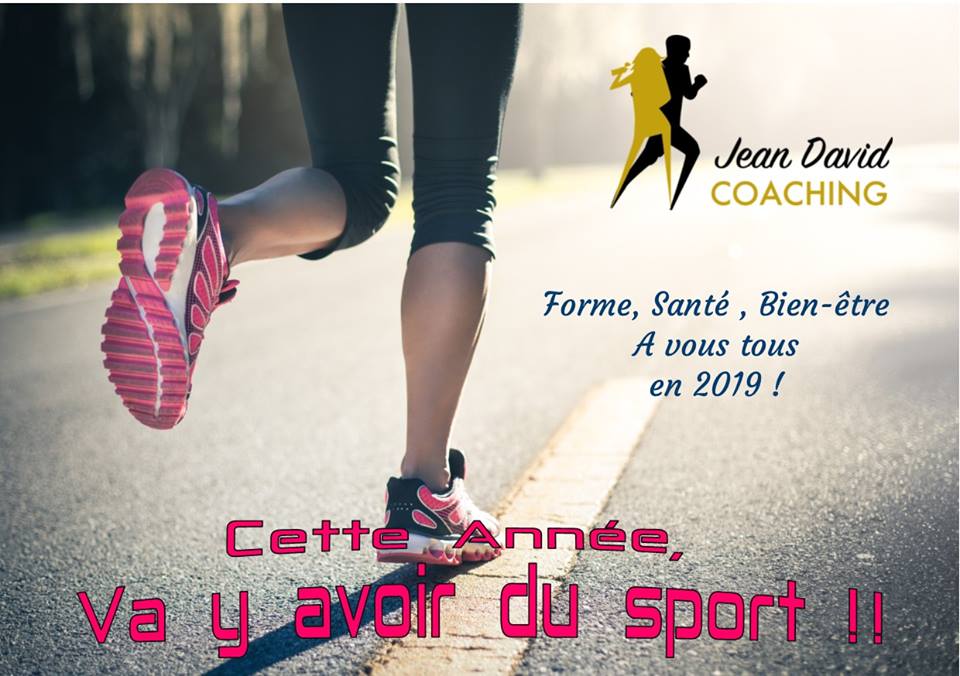 Jean David
COACHING
Forme, Santé , Bien-être
A vous tous
en 2019 !
Cette Année,
Va y avoir du sport !!